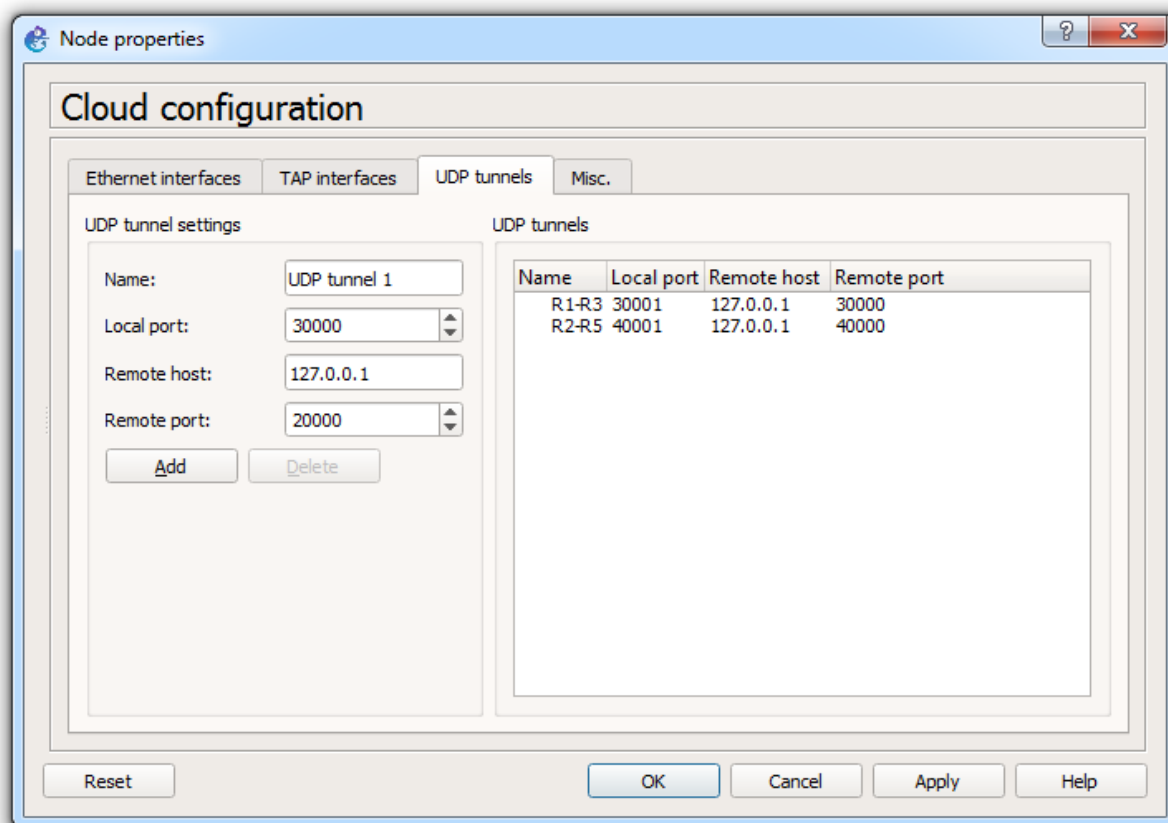 Node properties
Cloud configuration
Ethernet interfaces TAP interfaces UDP tunnels Misc.
UDP tunnel settings
Name: UDP tunnel 1
Local port: 30000
Remote host: 127.0.0.1
Remote port: 20000
Add Delete
UDP tunnels
Name Local port Remote host Remote port
R1-R3 30001 127.0.0.1 30000
R2-R5 40001 127.0.0.1 40000
Reset OK Cancel Apply Help